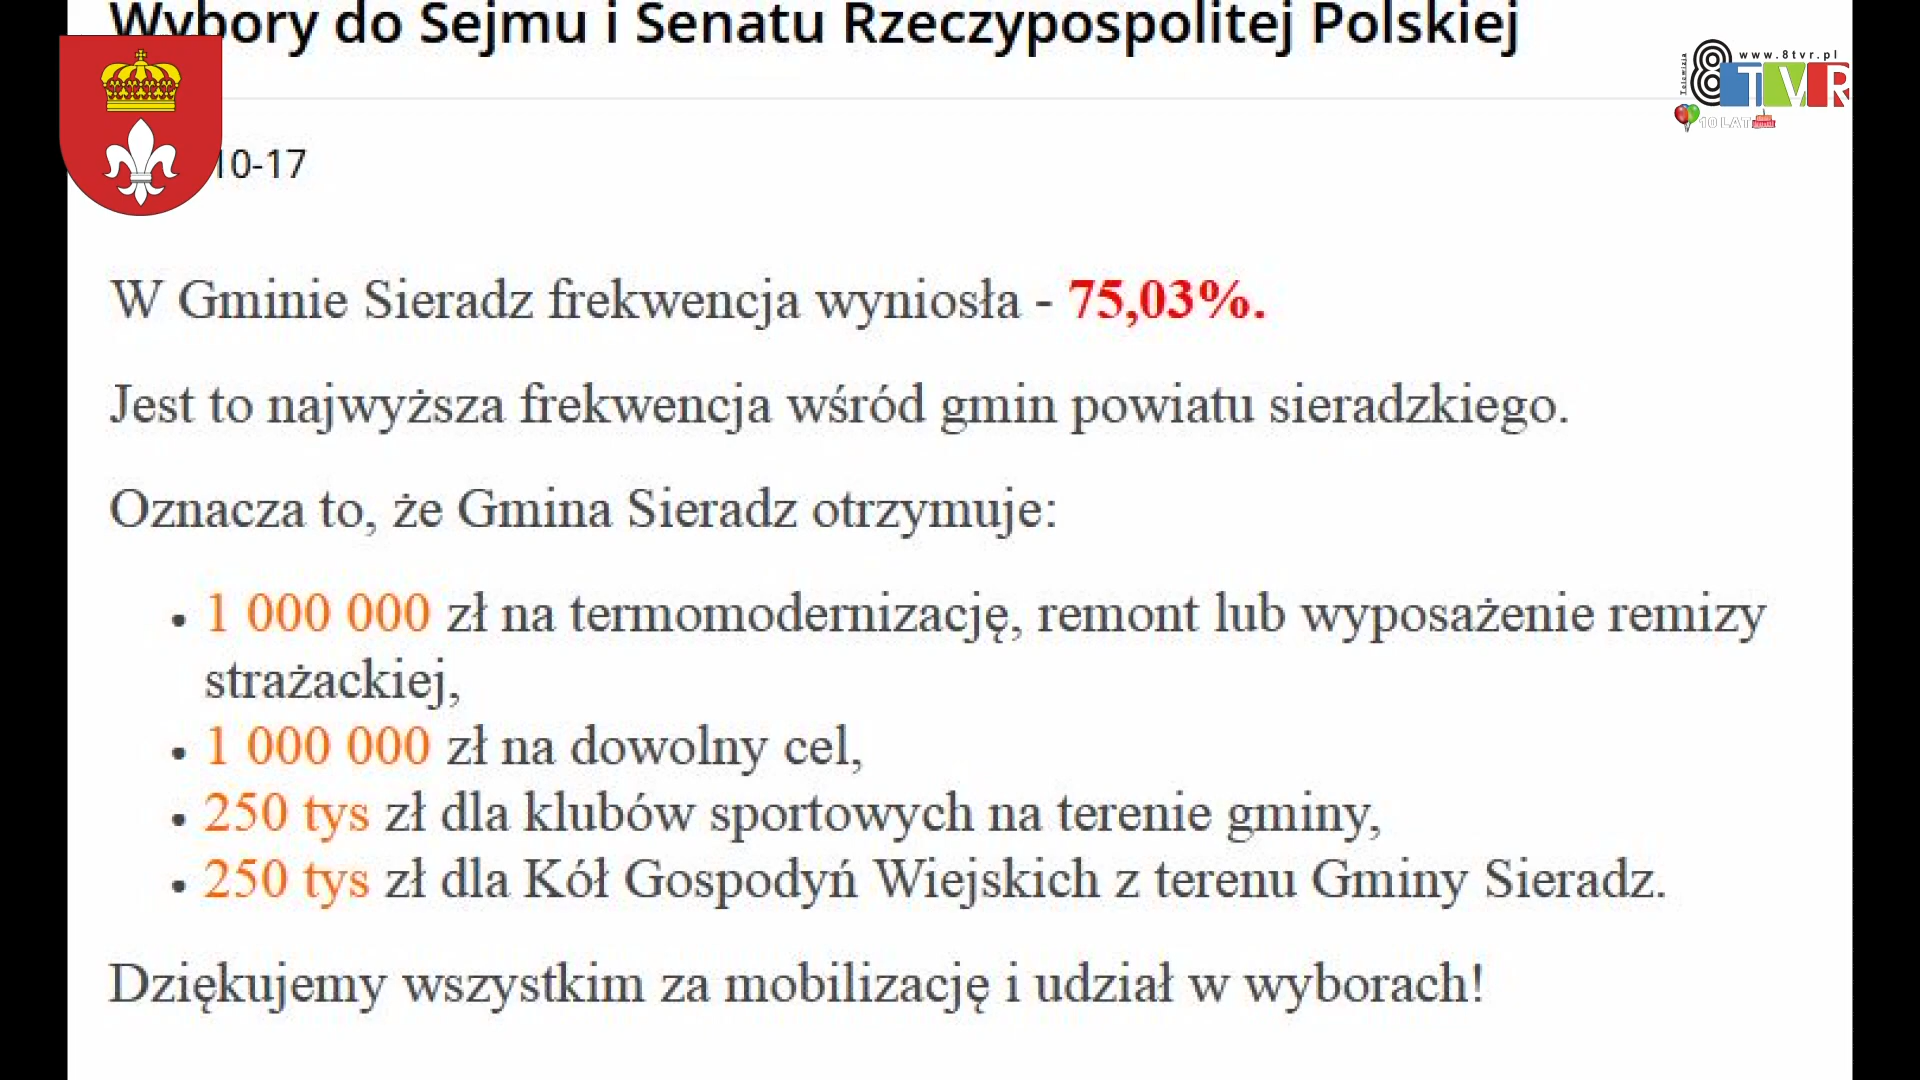 Wybory do Sejmu i Senatu Rzeczypospolitej Polskiej
www.8tvr.pl
Telewizja
8 TVR
10 LAT
10-17
W Gminie Sieradz frekwencja wyniosła - 75,03%.
Jest to najwyższa frekwencja wśród gmin powiatu sieradzkiego.
Oznacza to, że Gmina Sieradz otrzymuje:
• 1 000 000 zł na termomodernizację, remont lub wyposażenie remizy
strażackiej,
• 1 000 000 zł na dowolny cel,
• 250 tys zł dla klubów sportowych na terenie gminy,
• 250 tys zł dla Kół Gospodyń Wiejskich z terenu Gminy Sieradz.
Dziękujemy wszystkim za mobilizację i udział w wyborach!